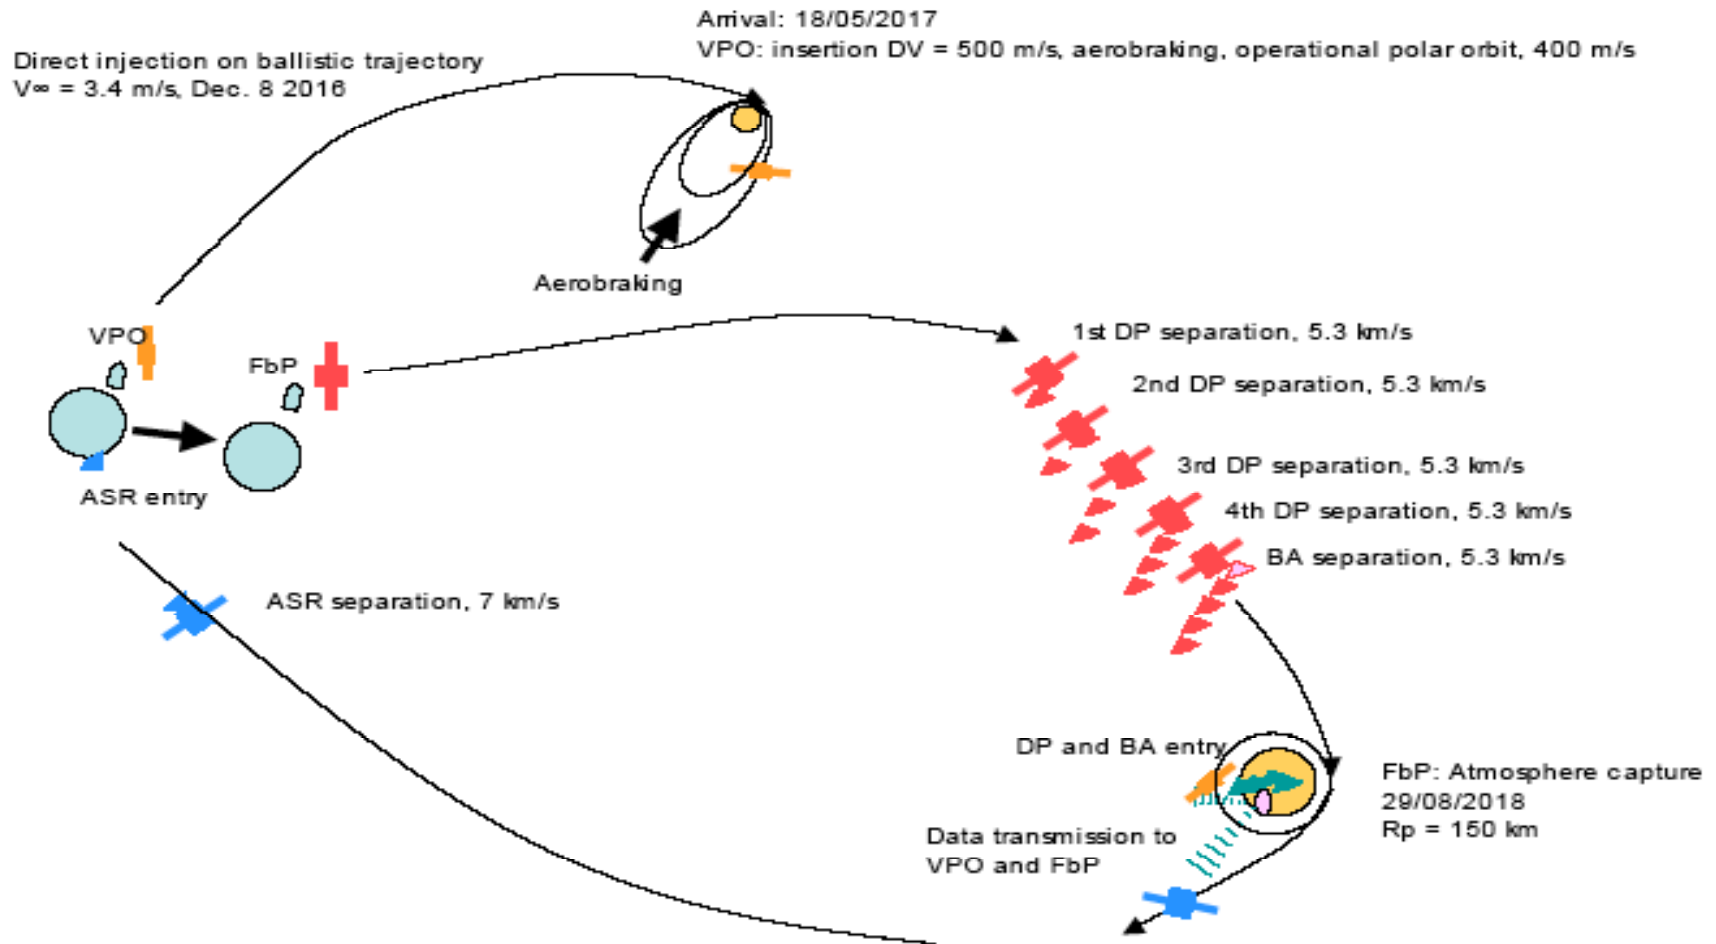 Arrival: 18/05/2017
VPO: insertion DV = 500 m/s, aerobraking, operational polar orbit, 400 m/s
Direct injection on ballistic trajectory
V∞ = 3.4 m/s, Dec. 8 2016
Aerobraking
VPO
FbP
ASR entry
1st DP separation, 5.3 km/s
2nd DP separation, 5.3 km/s
3rd DP separation, 5.3 km/s
4th DP separation, 5.3 km/s
BA separation, 5.3 km/s
ASR separation, 7 km/s
DP and BA entry
FbP: Atmosphere capture
29/08/2018
Rp = 150 km
Data transmission to
VPO and FbP